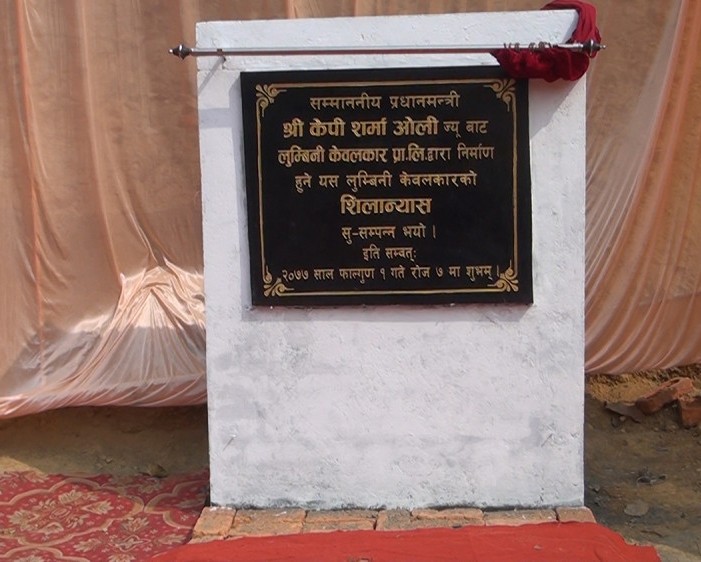 सम्माननीय प्रधानमन्त्री
श्री केपी शर्मा ओली ज्यू बाट
लुम्बिनी केवलकार प्रा.लि.द्वारा निर्माण
हुने यस लुम्बिनी केवलकारको
शिलान्यास
सु-सम्पन्न भयो ।
इति सम्वत्ः
२०७७ साल फाल्गुण १ गते रोज ७ मा शुभम् ।